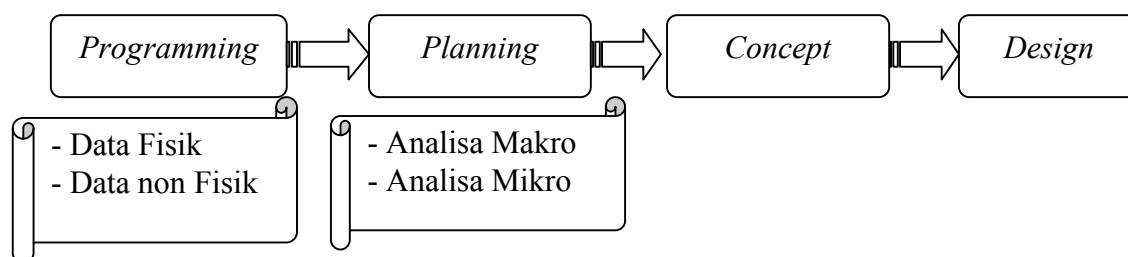 Programming
Planning
Concept
Design
- Data Fisik
- Data non Fisik
- Analisa Makro
- Analisa Mikro